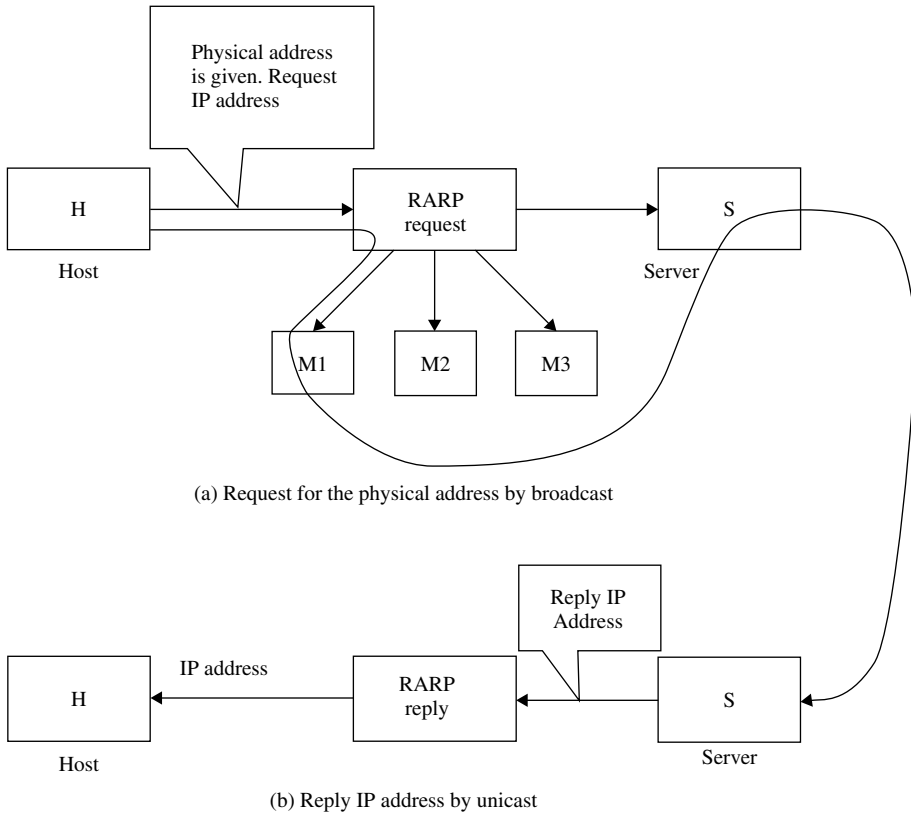 Physical address
is given. Request
IP address
H
RARP
request
S
Host
Server
M1
M2
M3
(a) Request for the physical address by broadcast
Reply IP
Address
IP address
H
RARP
reply
S
Host
Server
(b) Reply IP address by unicast